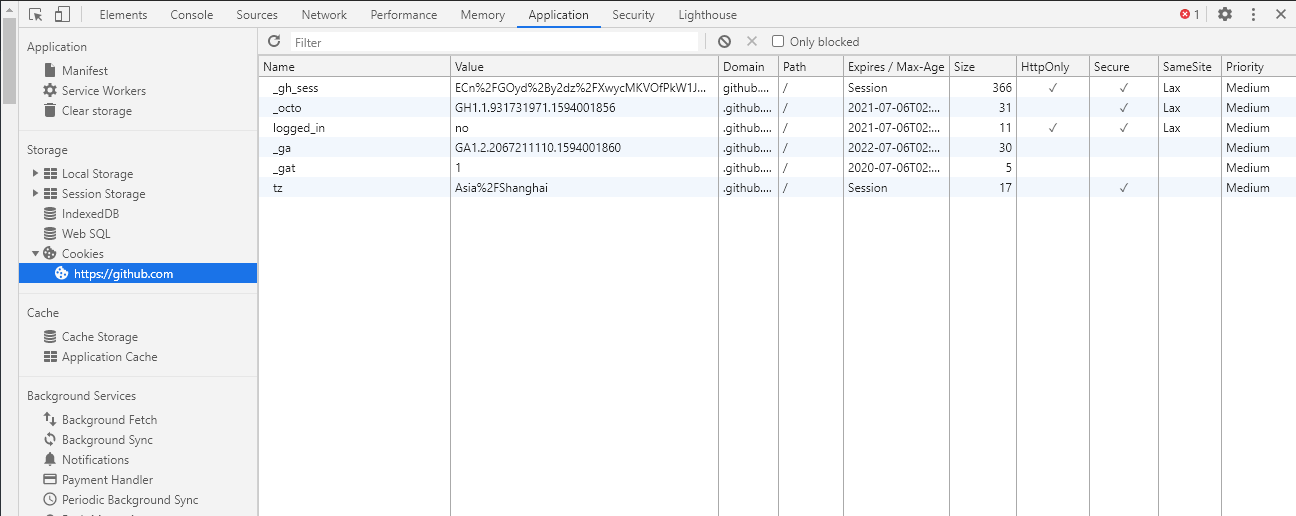 Elements Console Sources Network Performance Memory Application Security Lighthouse 1
Application
Manifest
Service Workers
Clear storage
Storage
Local Storage
Session Storage
IndexedDB
Web SQL
Cookies
https://github.com
Cache
Cache Storage
Application Cache
Background Services
Background Fetch
Background Sync
Notifications
Payment Handler
Periodic Background Sync
Filter Only blocked
Name Value Domain Path Expires / Max-Age Size HttpOnly Secure SameSite Priority
_gh_sess ECn%2FGOyd%2By2dz%2FXwycMKVOfPkW1J... github.... / Session 366 ✓ ✓ Lax Medium
_octo GH1.1.931731971.1594001856 .github.... / 2021-07-06T02:... 31 ✓ Lax Medium
logged_in no .github.... / 2021-07-06T02:... 11 ✓ ✓ Lax Medium
_ga GA1.2.2067211110.1594001860 .github.... / 2022-07-06T02:... 30 Medium
_gat 1 .github.... / 2020-07-06T02:... 5 Medium
tz Asia%2FShanghai .github.... / Session 17 ✓ Medium